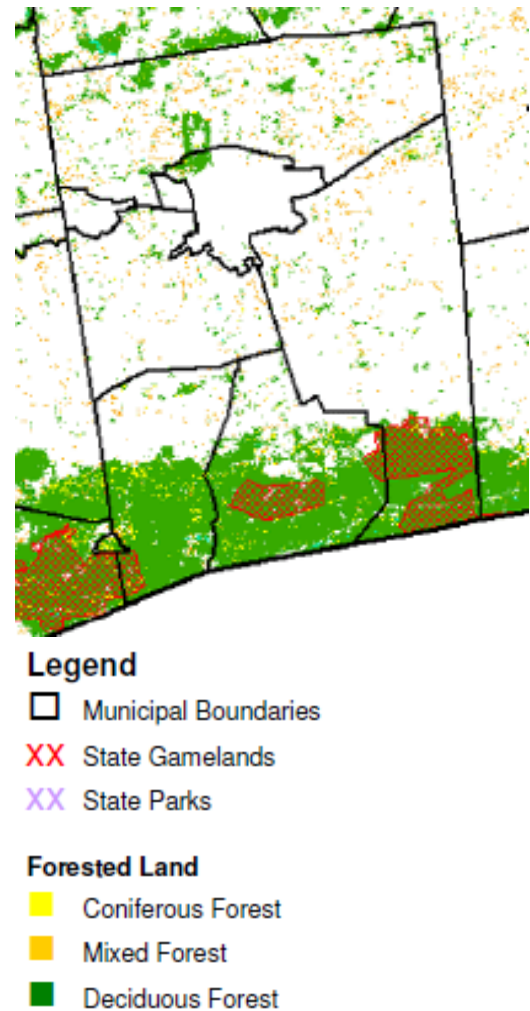 Legend
Municipal Boundaries
XX State Gamelands
XX State Parks
Forested Land
Coniferous Forest
Mixed Forest
Deciduous Forest